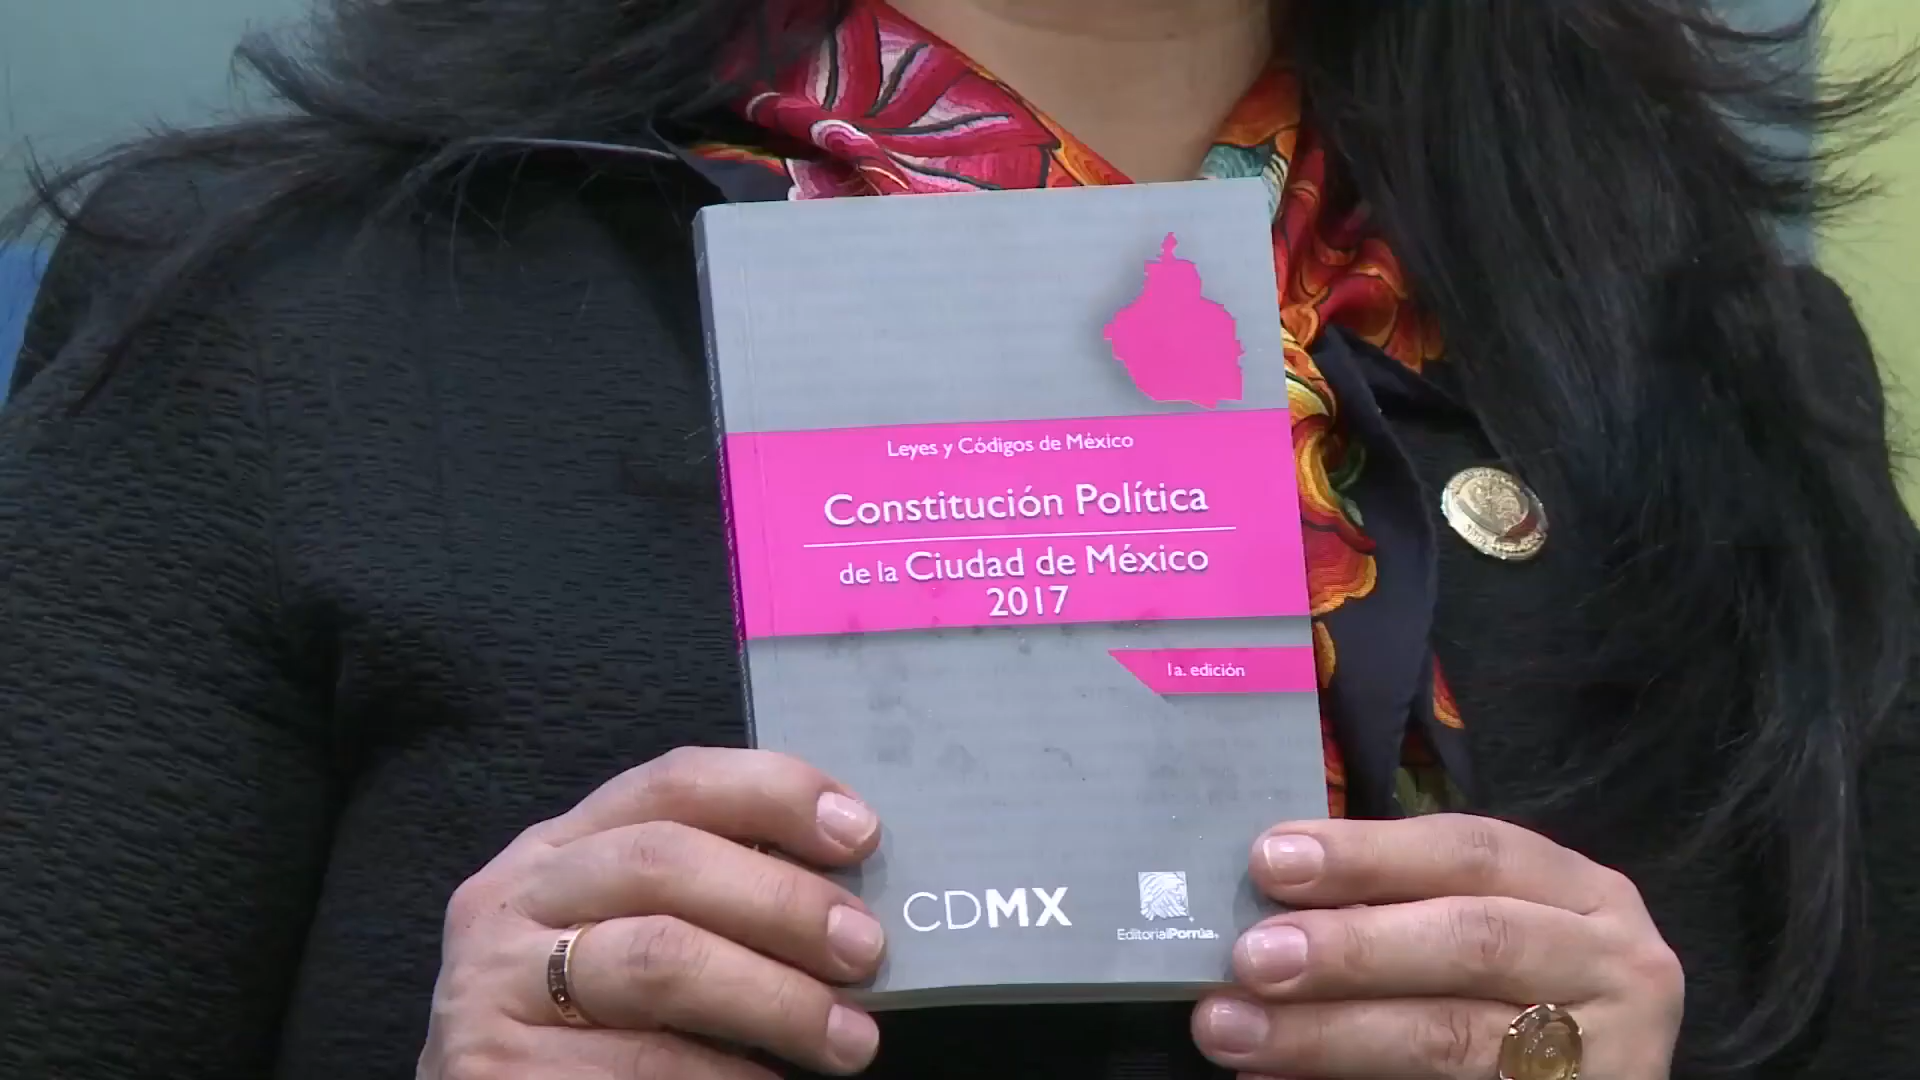 Leyes y Códigos de México
Constitución Política
de la Ciudad de México
2017
1a. edición
CDMX
EditorialPorrúa